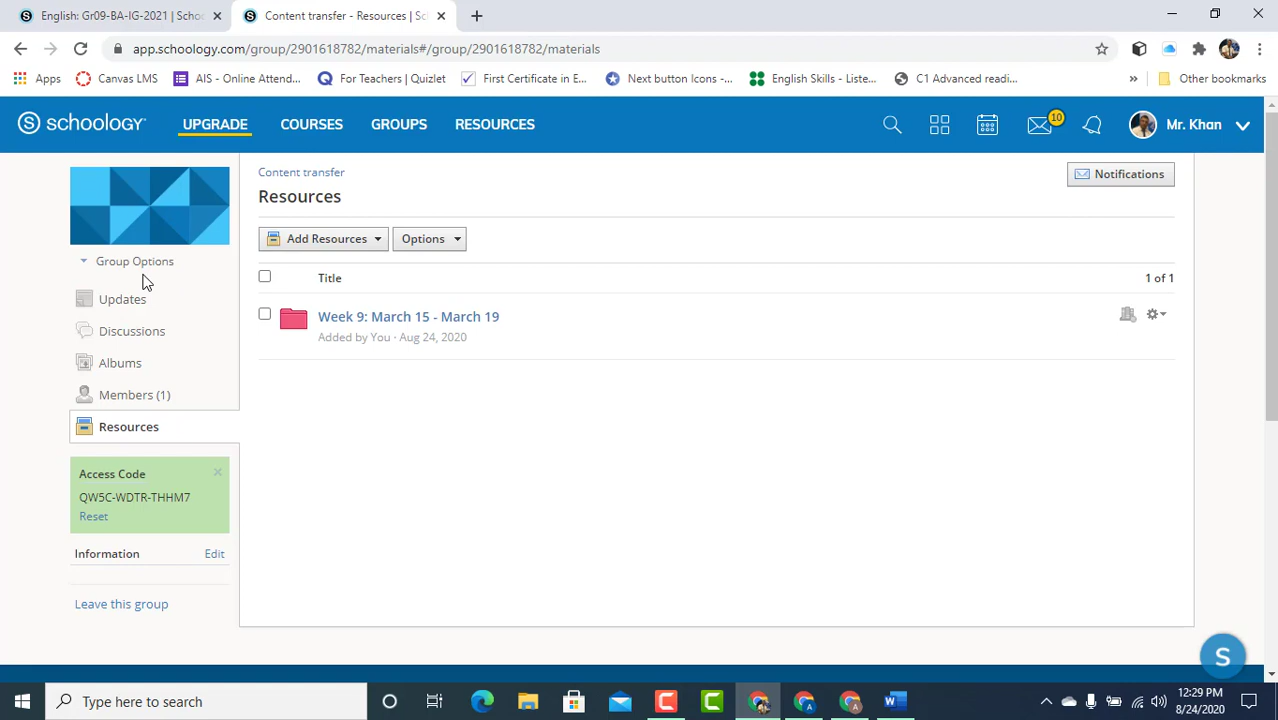 English: Gr09-BA-IG-2021 | Scho
Content transfer - Resources | Sc
app.schoology.com/group/2901618782/materials#/group/2901618782/materials
Apps
Canvas LMS
AIS - Online Attend...
For Teachers | Quizlet
First Certificate in E...
Next button Icons -...
English Skills - Liste...
C1 Advanced readi...
Other bookmarks
S schoology
UPGRADE
COURSES
GROUPS
RESOURCES
10
Mr. Khan
Content transfer
Notifications
Resources
Add Resources
Options
Group Options
Title
1 of 1
Updates
Week 9: March 15 - March 19
Added by You · Aug 24, 2020
Discussions
Albums
Members (1)
Resources
Access Code
QW5C-WDTR-THHM7
Reset
Information
Edit
Leave this group
S
Type here to search
12:29 PM
8/24/2020